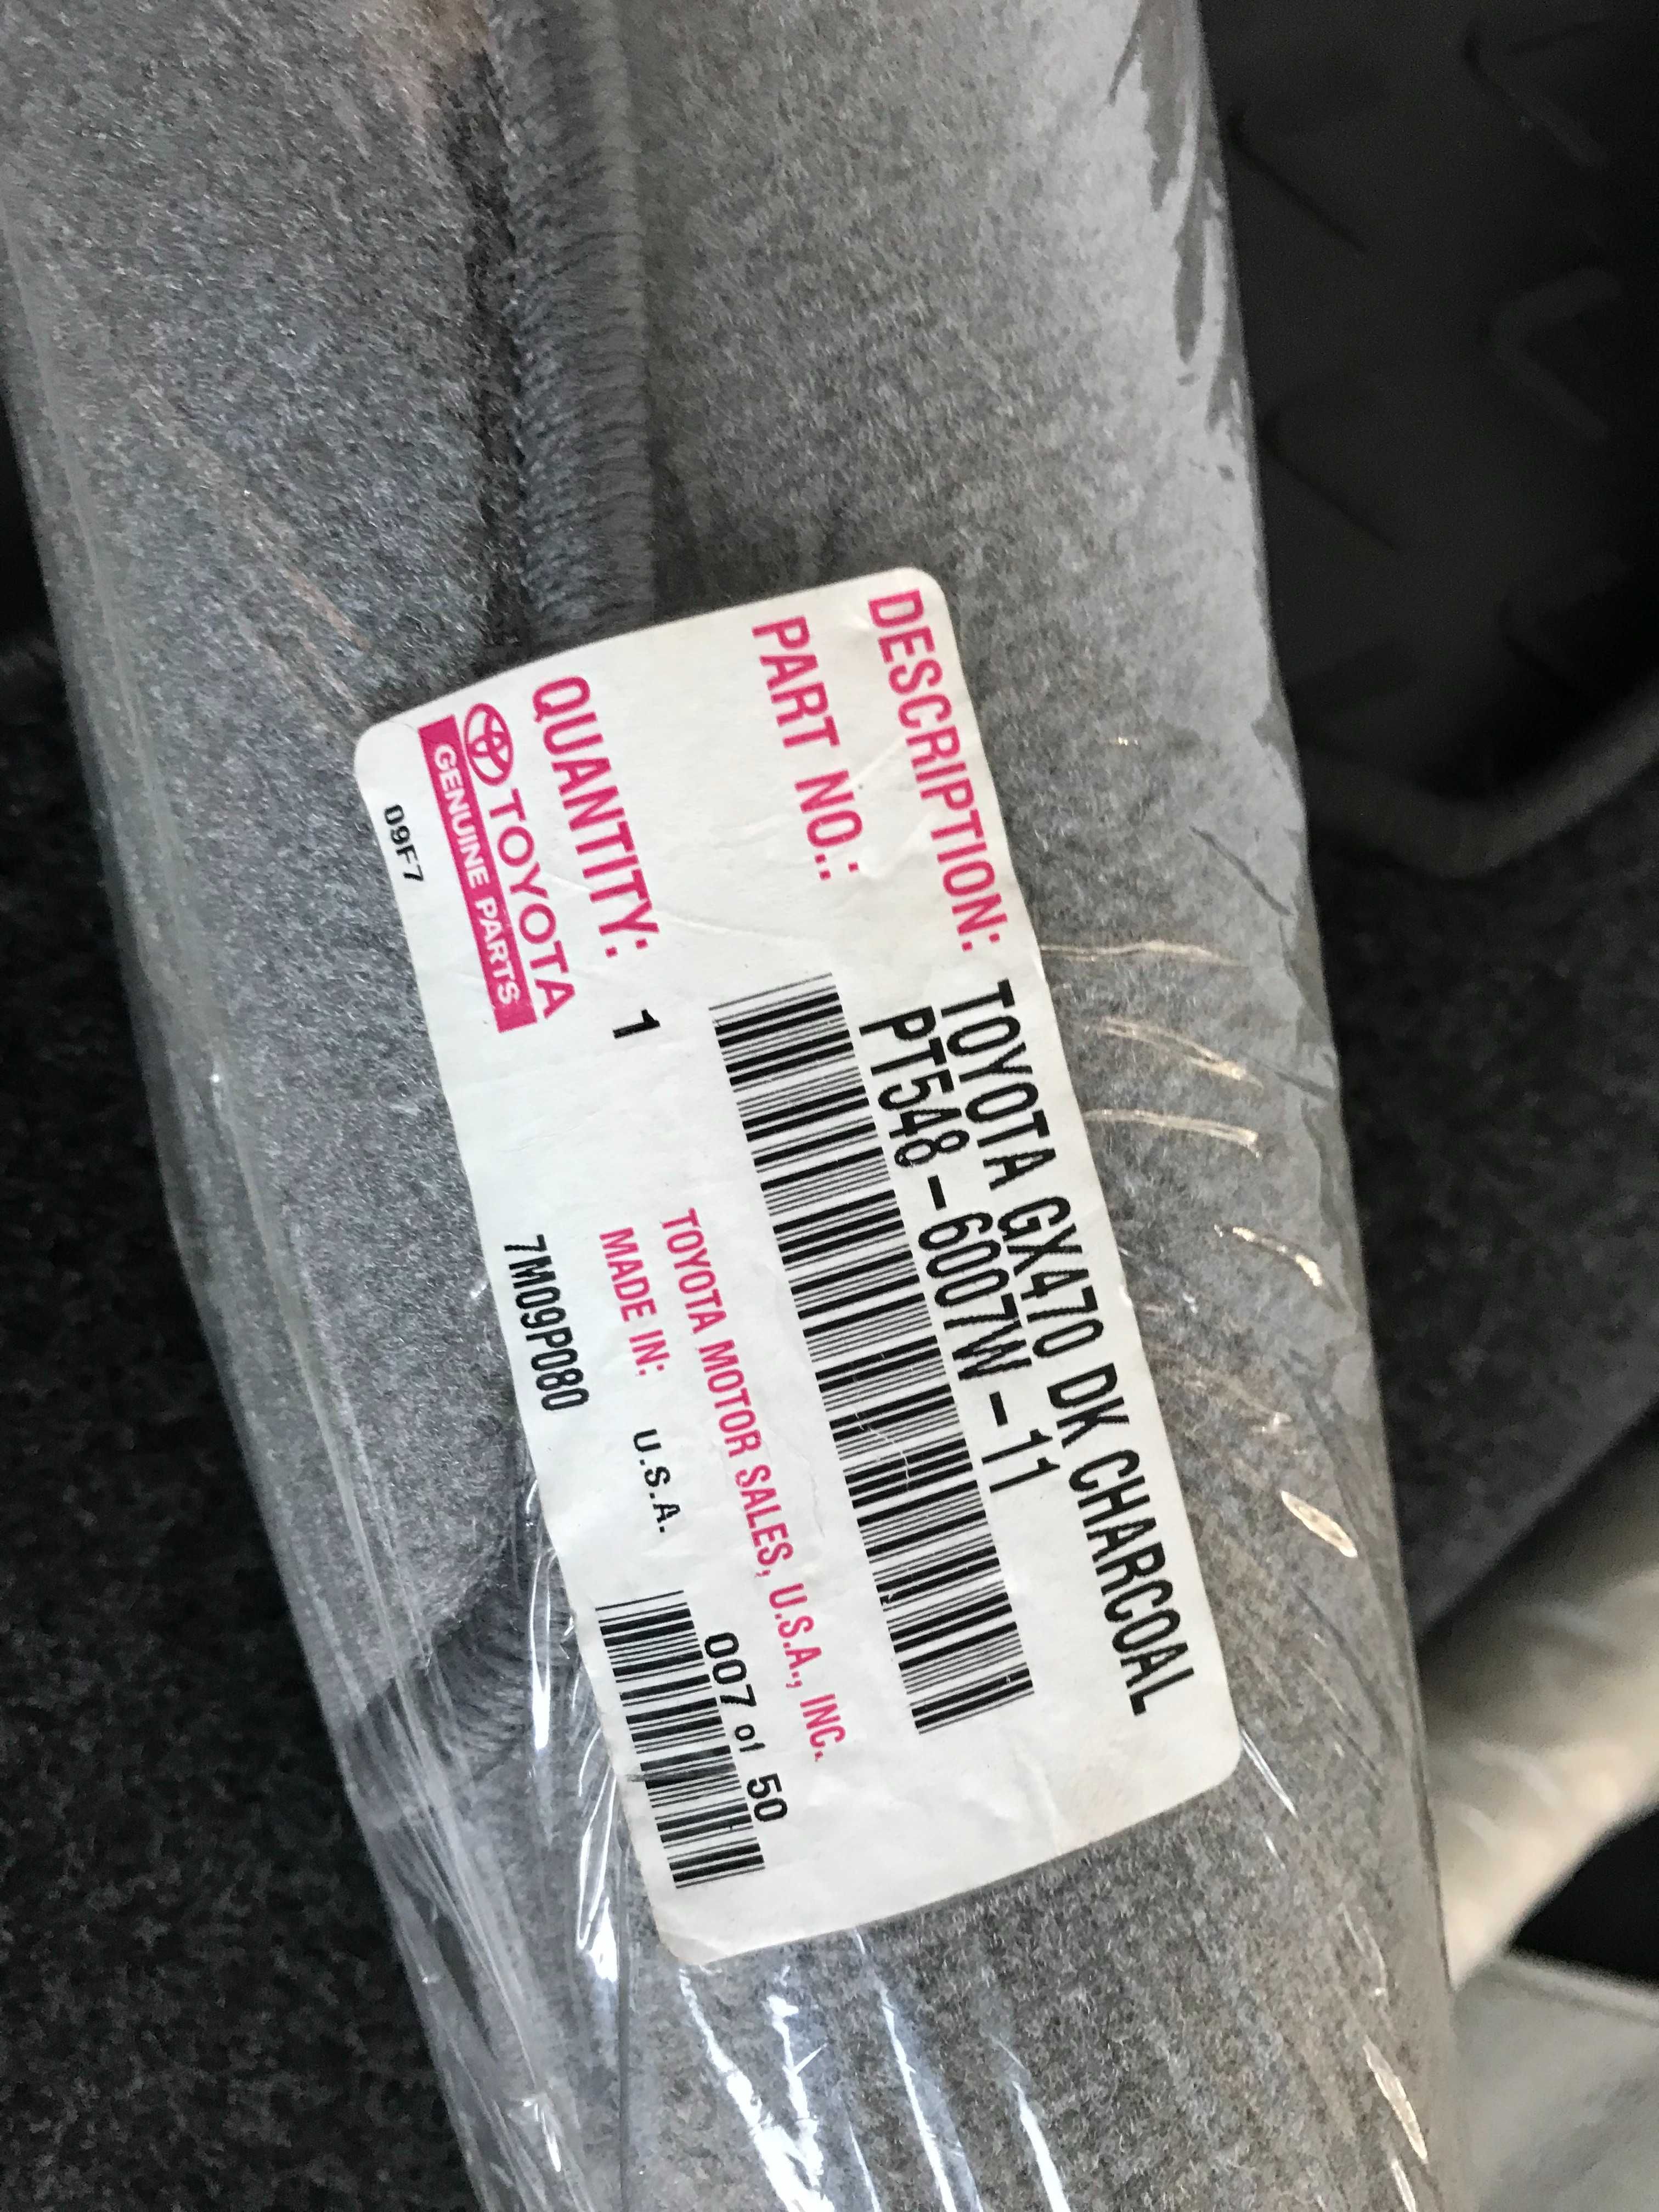 DESCRIPTION: TOYOTA GX470 DK CHARCOAL
PART NO.: PT548-6007W-11
QUANTITY: 1
TOYOTA MOTOR SALES, U.S.A., INC.
MADE IN: U.S.A.
007 of 50
TOYOTA
GENUINE PARTS
7M09P080
09F7